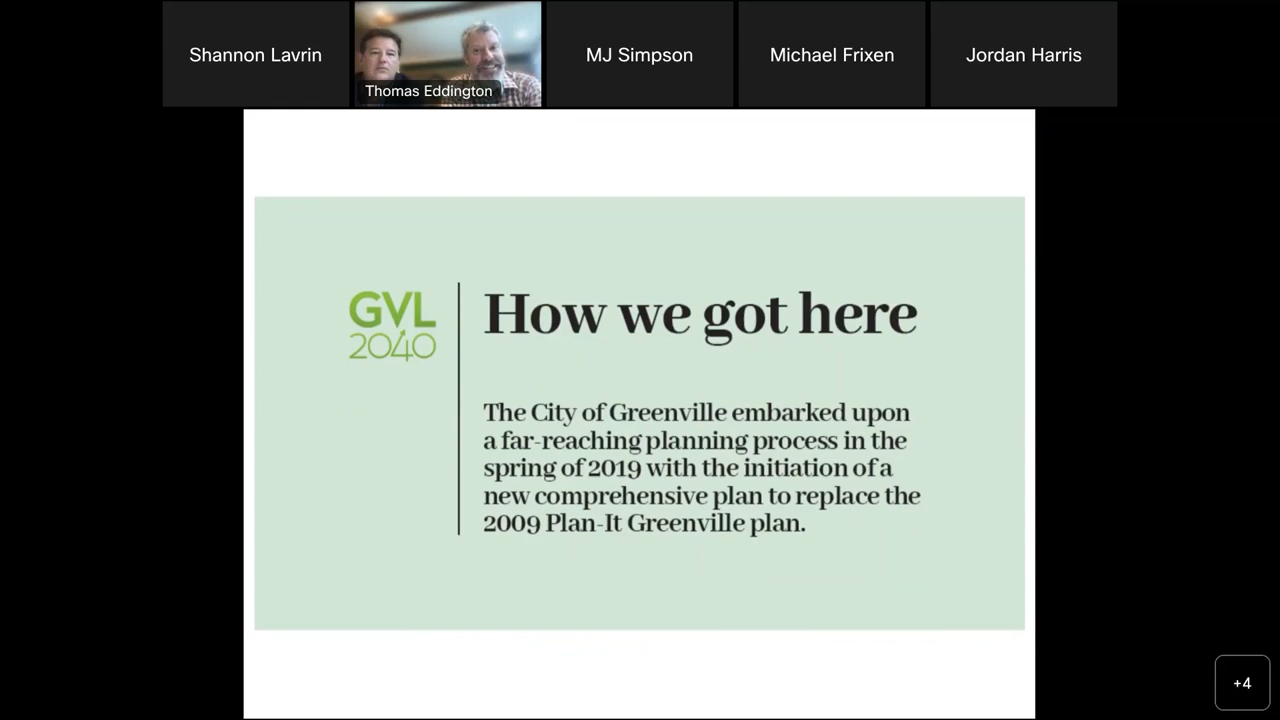 Shannon Lavrin
Thomas Eddington
MJ Simpson
Michael Frixen
Jordan Harris
GVL
2040
How we got here
The City of Greenville embarked upon
a far-reaching planning process in the
spring of 2019 with the initiation of a
new comprehensive plan to replace the
2009 Plan-It Greenville plan.
+4